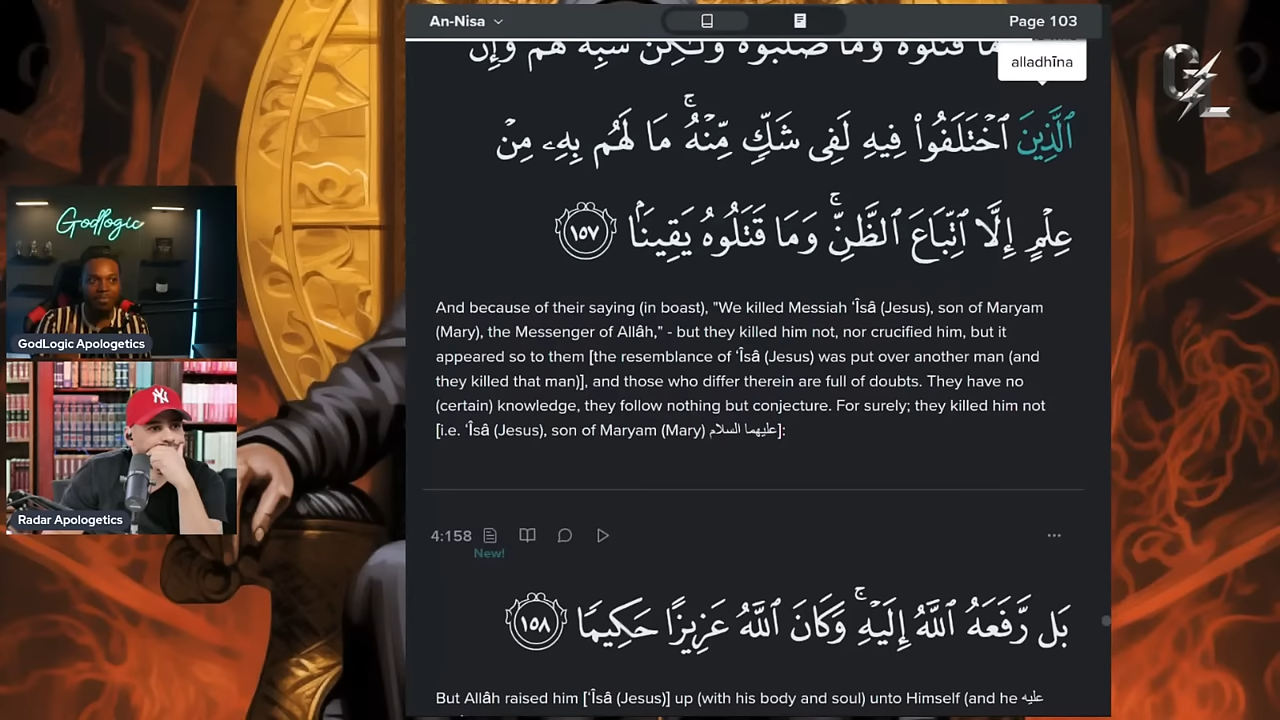 An-Nisa
Page 103
alladhīna
ٱلَّذِينَ ٱخْتَلَفُوا۟ فِيهِ لَفِى شَكٍّ مِّنْهُ ۚ مَا لَهُم بِهِۦ مِنْ
عِلْمٍ إِلَّا ٱتِّبَاعَ ٱلظَّنِّ ۚ وَمَا قَتَلُوهُ يَقِينًۢا ١٥٧
And because of their saying (in boast), "We killed Messiah ʻÎsâ (Jesus), son of Maryam
(Mary), the Messenger of Allâh," - but they killed him not, nor crucified him, but it
appeared so to them [the resemblance of ʻÎsâ (Jesus) was put over another man (and
they killed that man)], and those who differ therein are full of doubts. They have no
(certain) knowledge, they follow nothing but conjecture. For surely; they killed him not
[i.e. ʻÎsâ (Jesus), son of Maryam (Mary) عليهما السلام]:
4:158
New!
بَل رَّفَعَهُ ٱللَّهُ إِلَيْهِ ۚ وَكَانَ ٱللَّهُ عَزِيزًا حَكِيمًا ١٥٨
But Allâh raised him [ʻÎsâ (Jesus)] up (with his body and soul) unto Himself (and he عليه
Godlogic
GodLogic Apologetics
NY
Radar Apologetics
GL